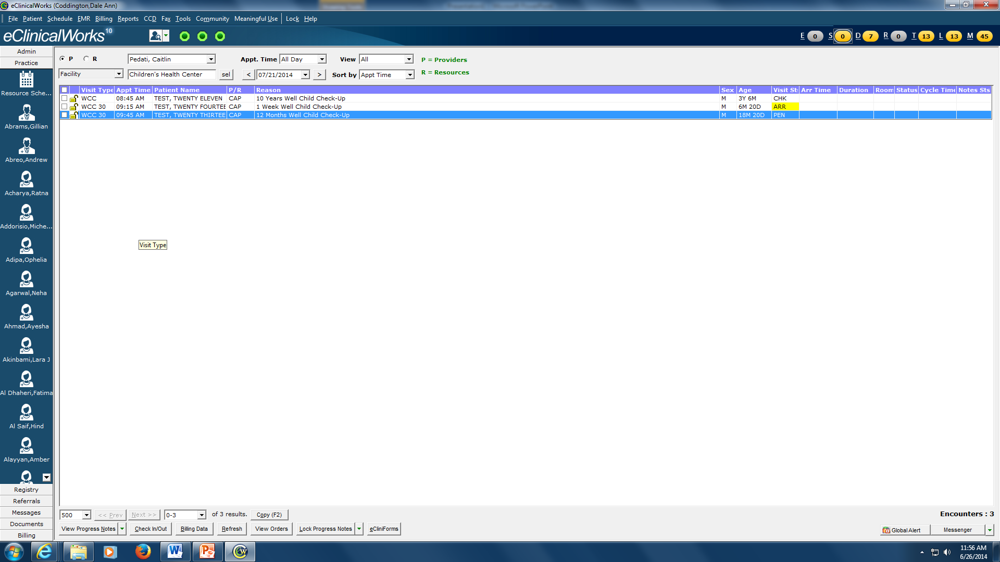 eClinicalWorks (Coddington,Dale Ann)
File Patient Schedule EMR Billing Reports CCD Fax Tools Community Meaningful Use Lock Help
eClinicalWorks 10
E 0 S 0 D 7 R 0 T 13 L 13 M 45
Admin
Practice
Resource Sche...
Abrams,Gillian
Abreo,Andrew
Acharya,Ratna
Addorisio,Miche...
Adipa,Ophelia
Agarwal,Neha
Ahmad,Ayesha
Akinbami,Lara J
Al Dhaheri,Fatima
Al Saif,Hind
Alayyan,Amber
Registry
Referrals
Messages
Documents
Billing
P R Pedati, Caitlin Appt. Time All Day View All P = Providers
Facility Children's Health Center sel < 07/21/2014 > Sort by Appt Time R = Resources
Visit Type Appt Time Patient Name P/R Reason Sex Age Visit St: Arr Time Duration Room Status Cycle Time Notes Sts
WCC 08:45 AM TEST, TWENTY ELEVEN CAP 10 Years Well Child Check-Up M 3Y 6M CHK
WCC 30 09:15 AM TEST, TWENTY FOURTEE CAP 1 Week Well Child Check-Up M 6M 20D ARR
WCC 30 09:45 AM TEST, TWENTY THIRTEE CAP 12 Months Well Child Check-Up M 18M 20D PEN
Visit Type
500 << Prev Next >> 0-3 of 3 results. Copy (F2) Encounters : 3
View Progress Notes Check In/Out Billing Data Refresh View Orders Lock Progress Notes eCliniForms Global Alert Messenger
11:56 AM
6/26/2014